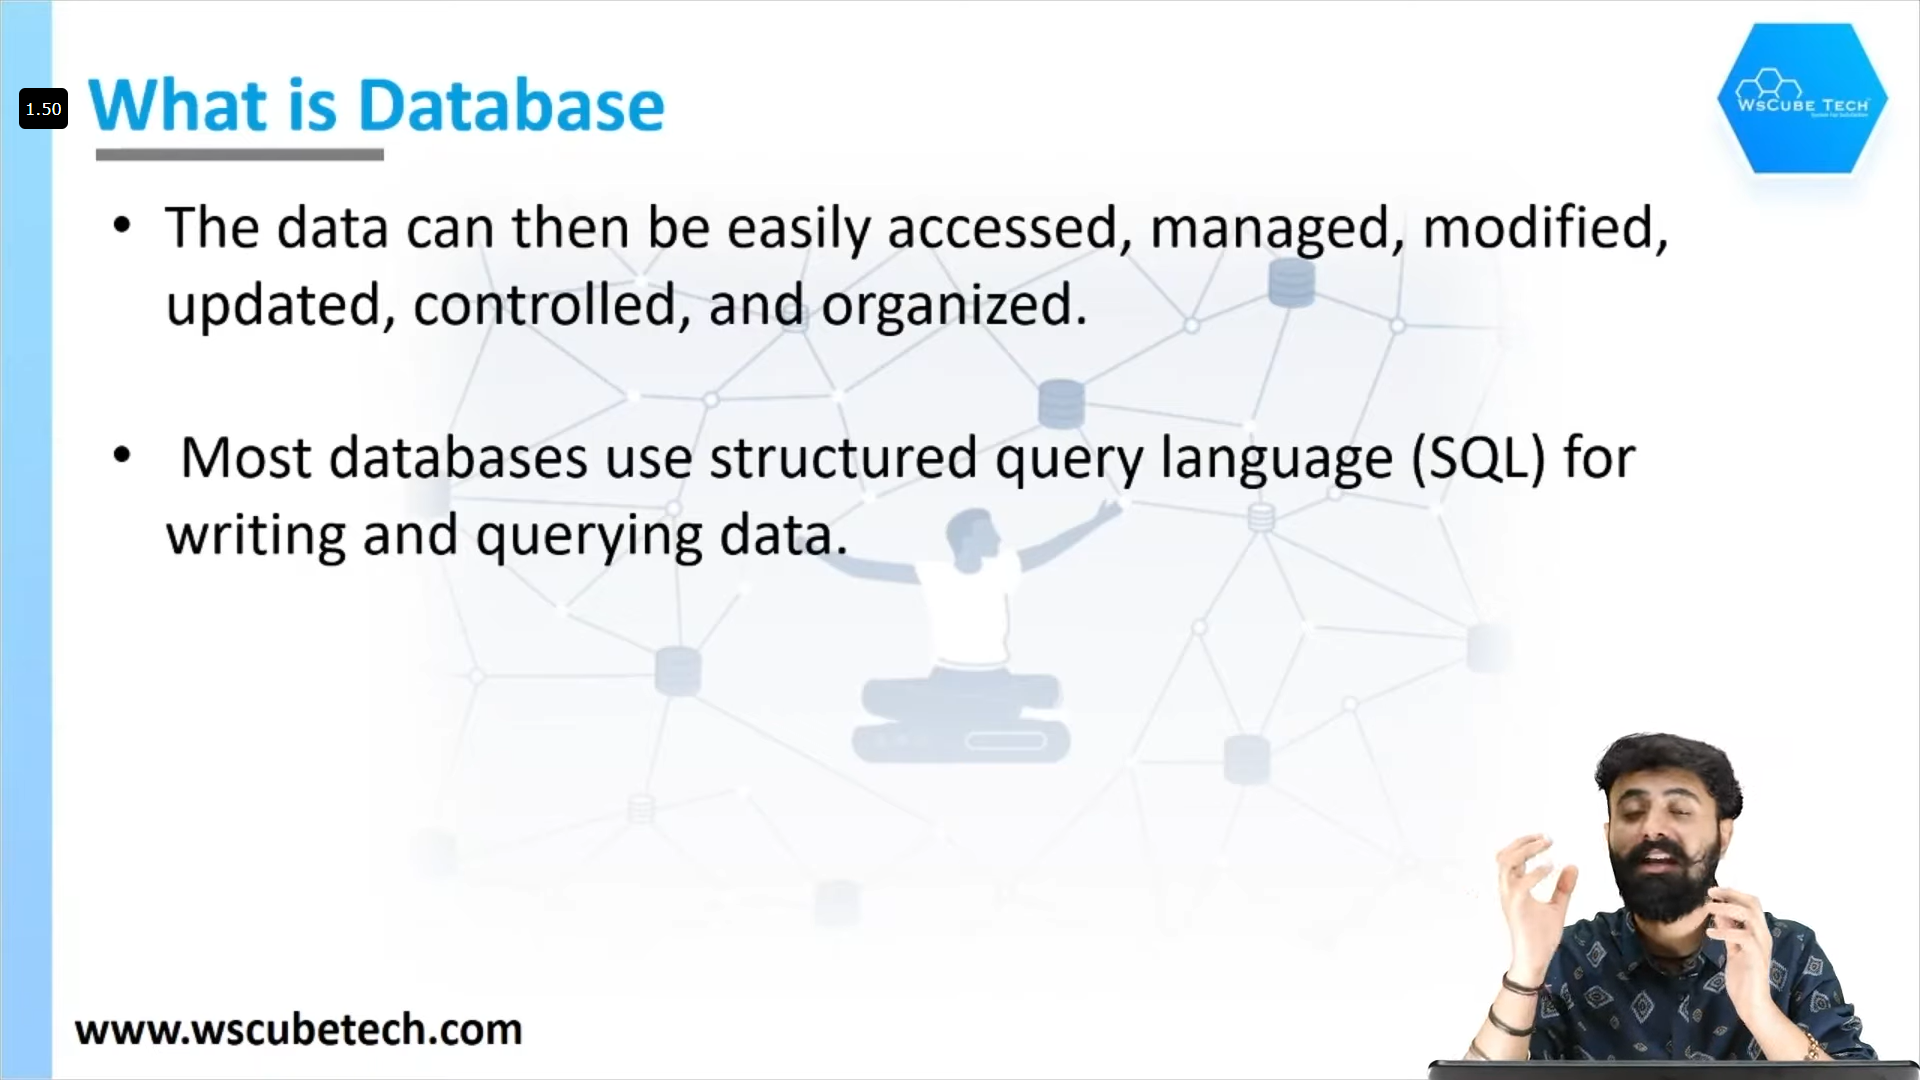 What is Database
1.50
WsCube Tech
• The data can then be easily accessed, managed, modified,
updated, controlled, and organized.
• Most databases use structured query language (SQL) for
writing and querying data.
www.wscubetech.com